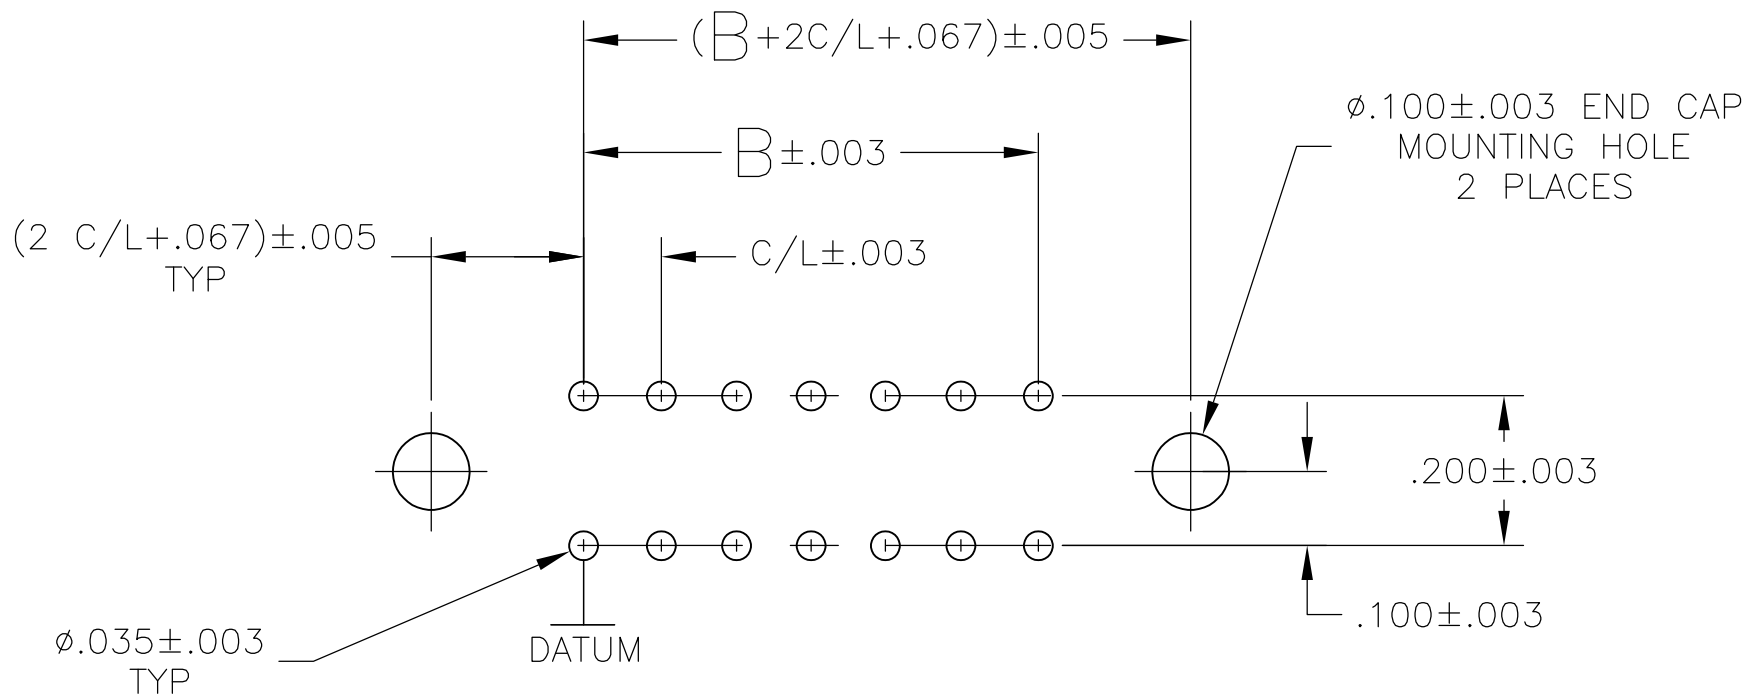 (B+2C/L+.067)±.005
ø.100±.003 END CAP
MOUNTING HOLE
2 PLACES
B±.003
(2 C/L+.067)±.005
TYP
C/L±.003
.200±.003
.100±.003
ø.035±.003
TYP
DATUM